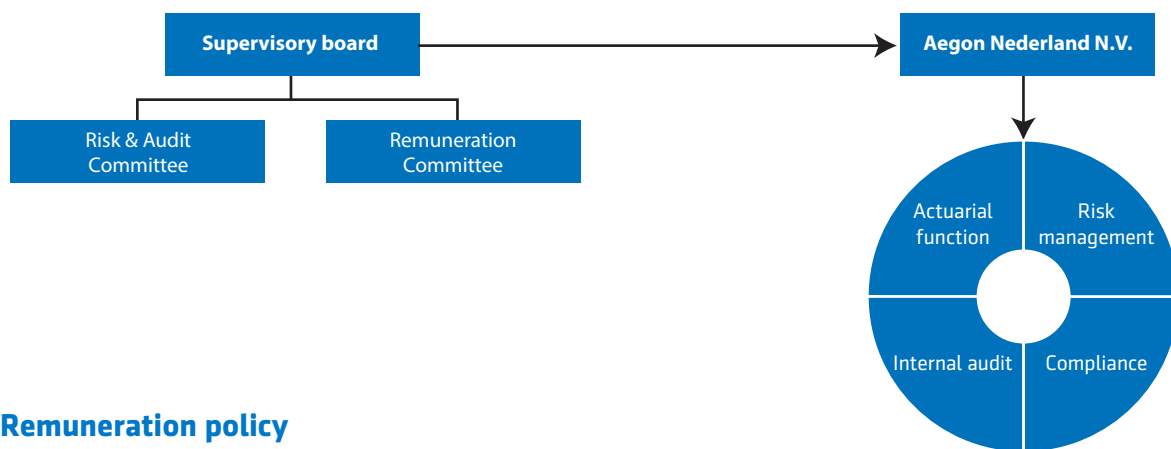 Supervisory board
Aegon Nederland N.V.
Risk & Audit
Committee
Remuneration
Committee
Actuarial
function
Risk
management
Internal audit
Compliance
Remuneration policy